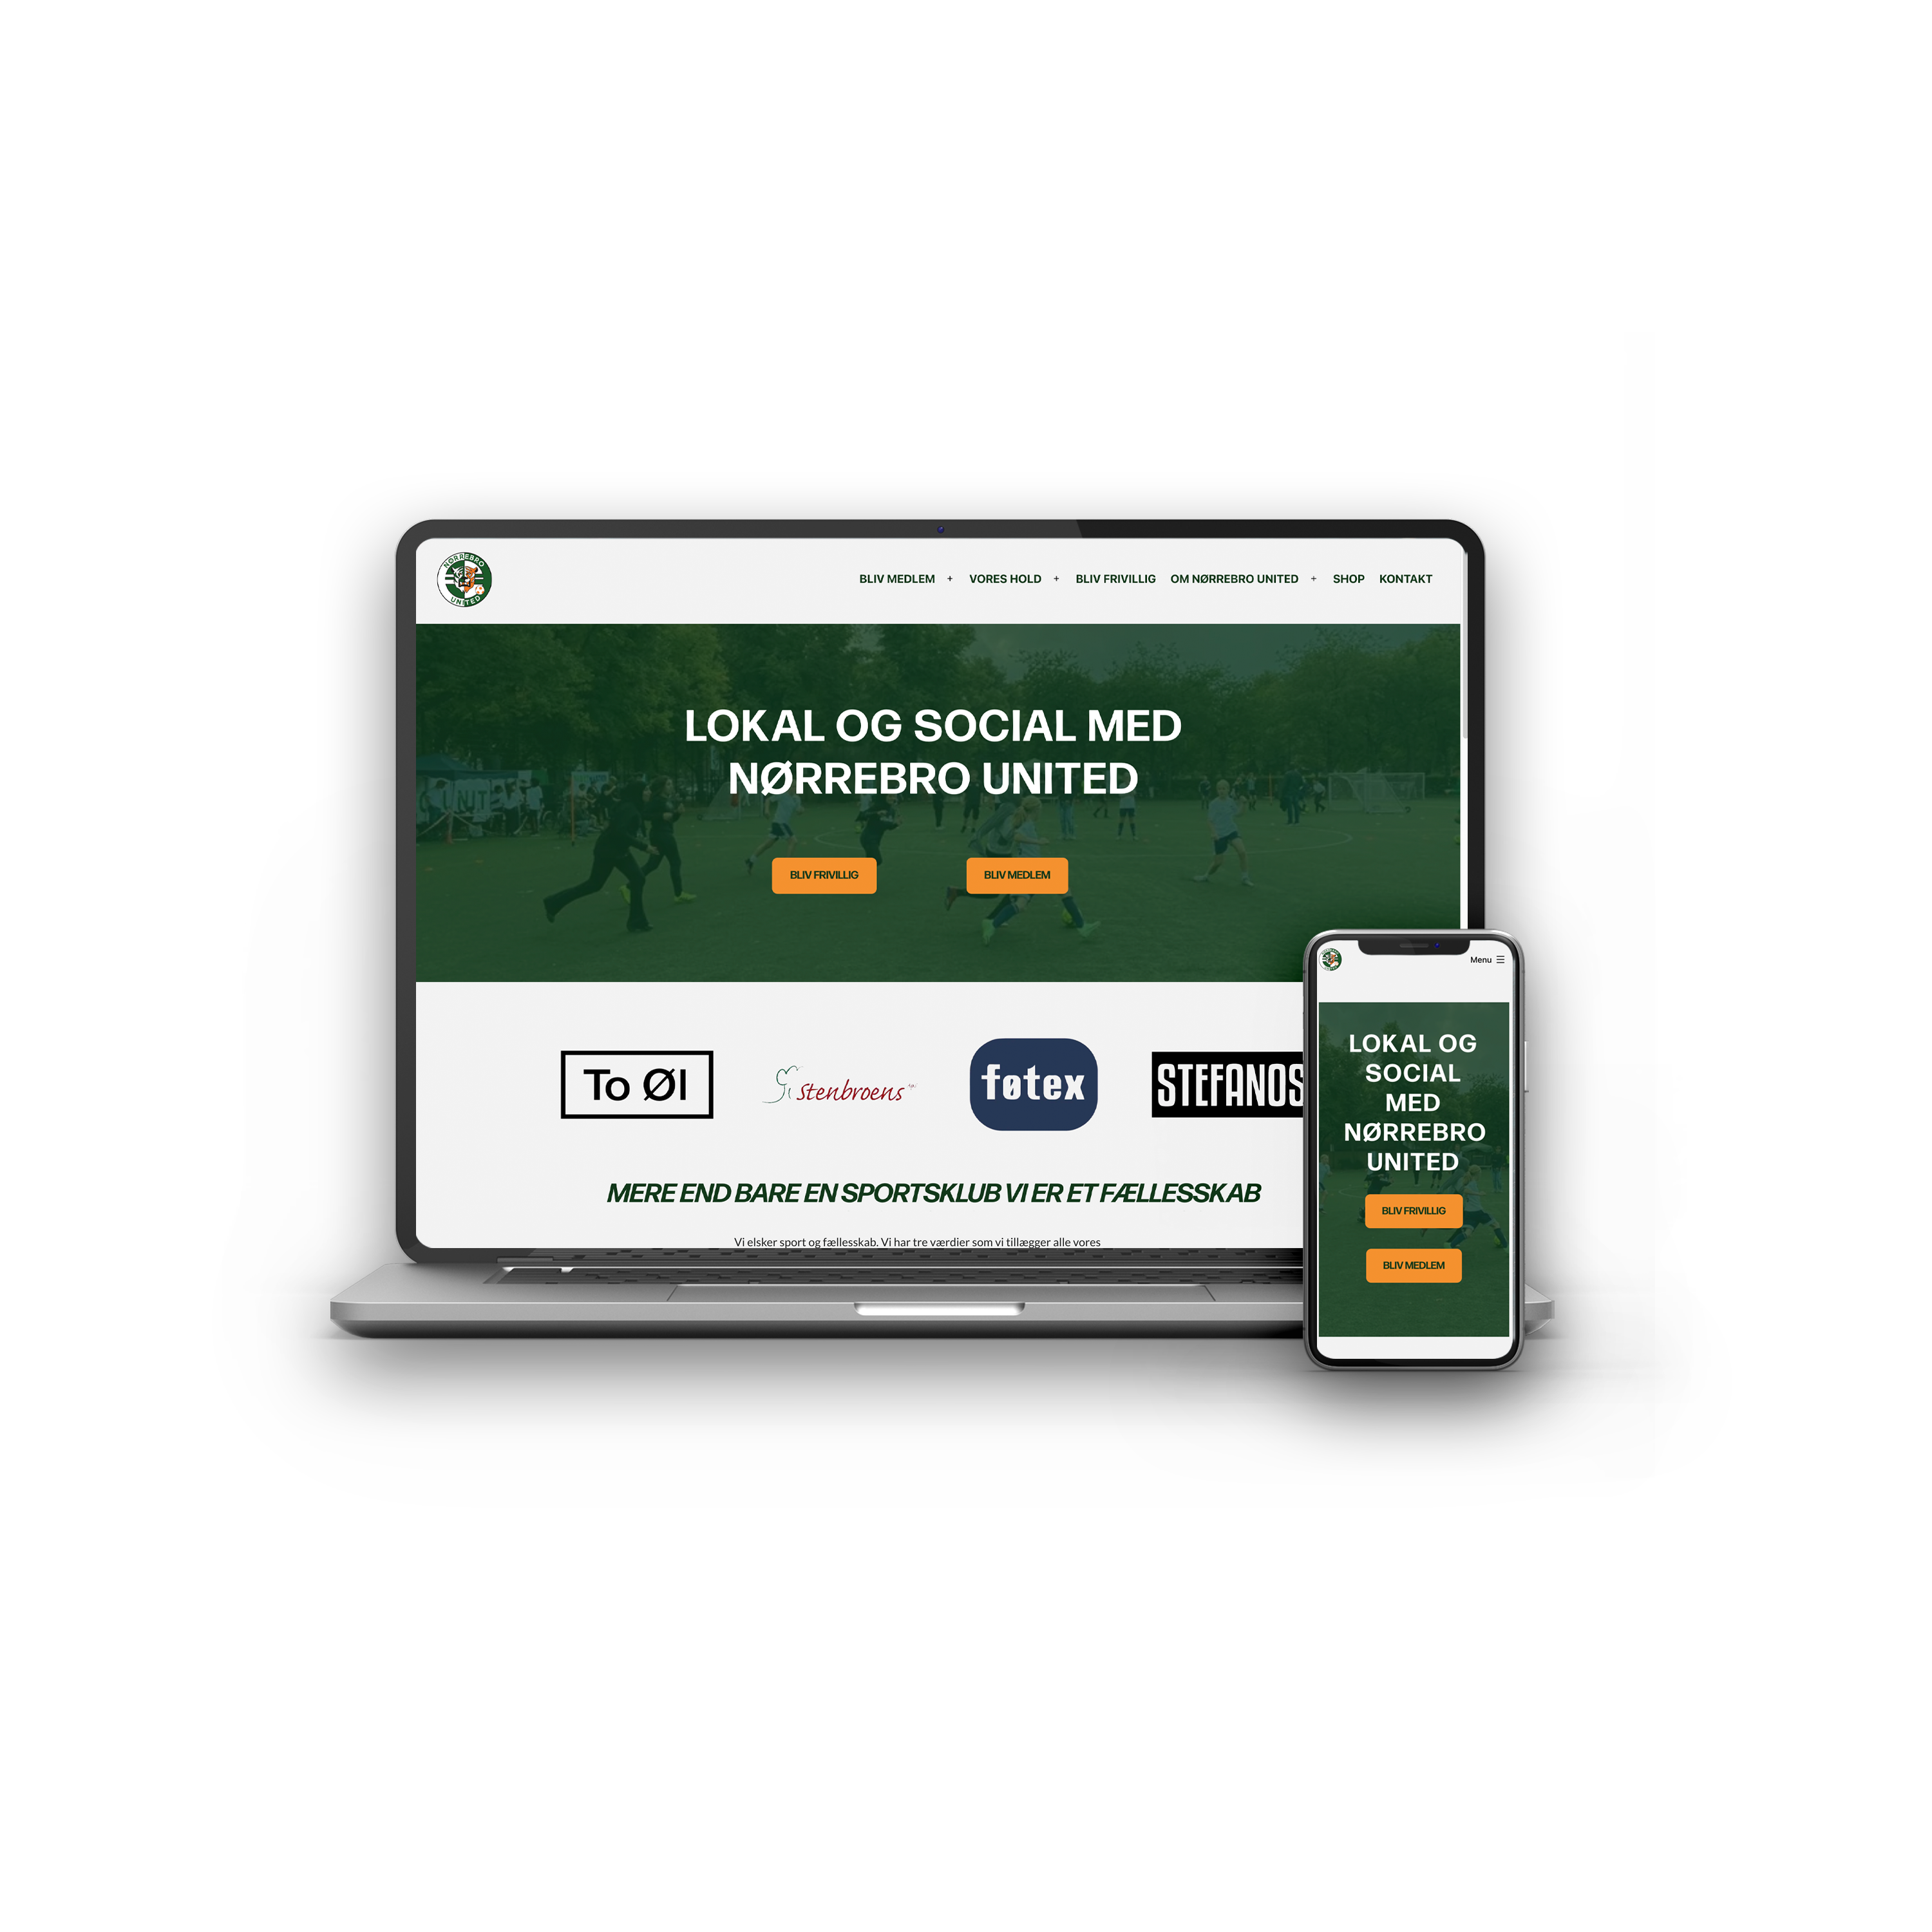 NØRREBRO
UNITED
BLIV MEDLEM + VORES HOLD + BLIV FRIVILLIG OM NØRREBRO UNITED + SHOP KONTAKT
LOKAL OG SOCIAL MED
NØRREBRO UNITED
BLIV FRIVILLIG BLIV MEDLEM
To Øl
Stenbroens
føtex
STEFANOS
MERE END BARE EN SPORTSKLUB VI ER ET FÆLLESSKAB
Vi elsker sport og fællesskab. Vi har tre værdier som vi tillægger alle vores
Menu
LOKAL OG
SOCIAL
MED
NØRREBRO
UNITED
BLIV FRIVILLIG
BLIV MEDLEM